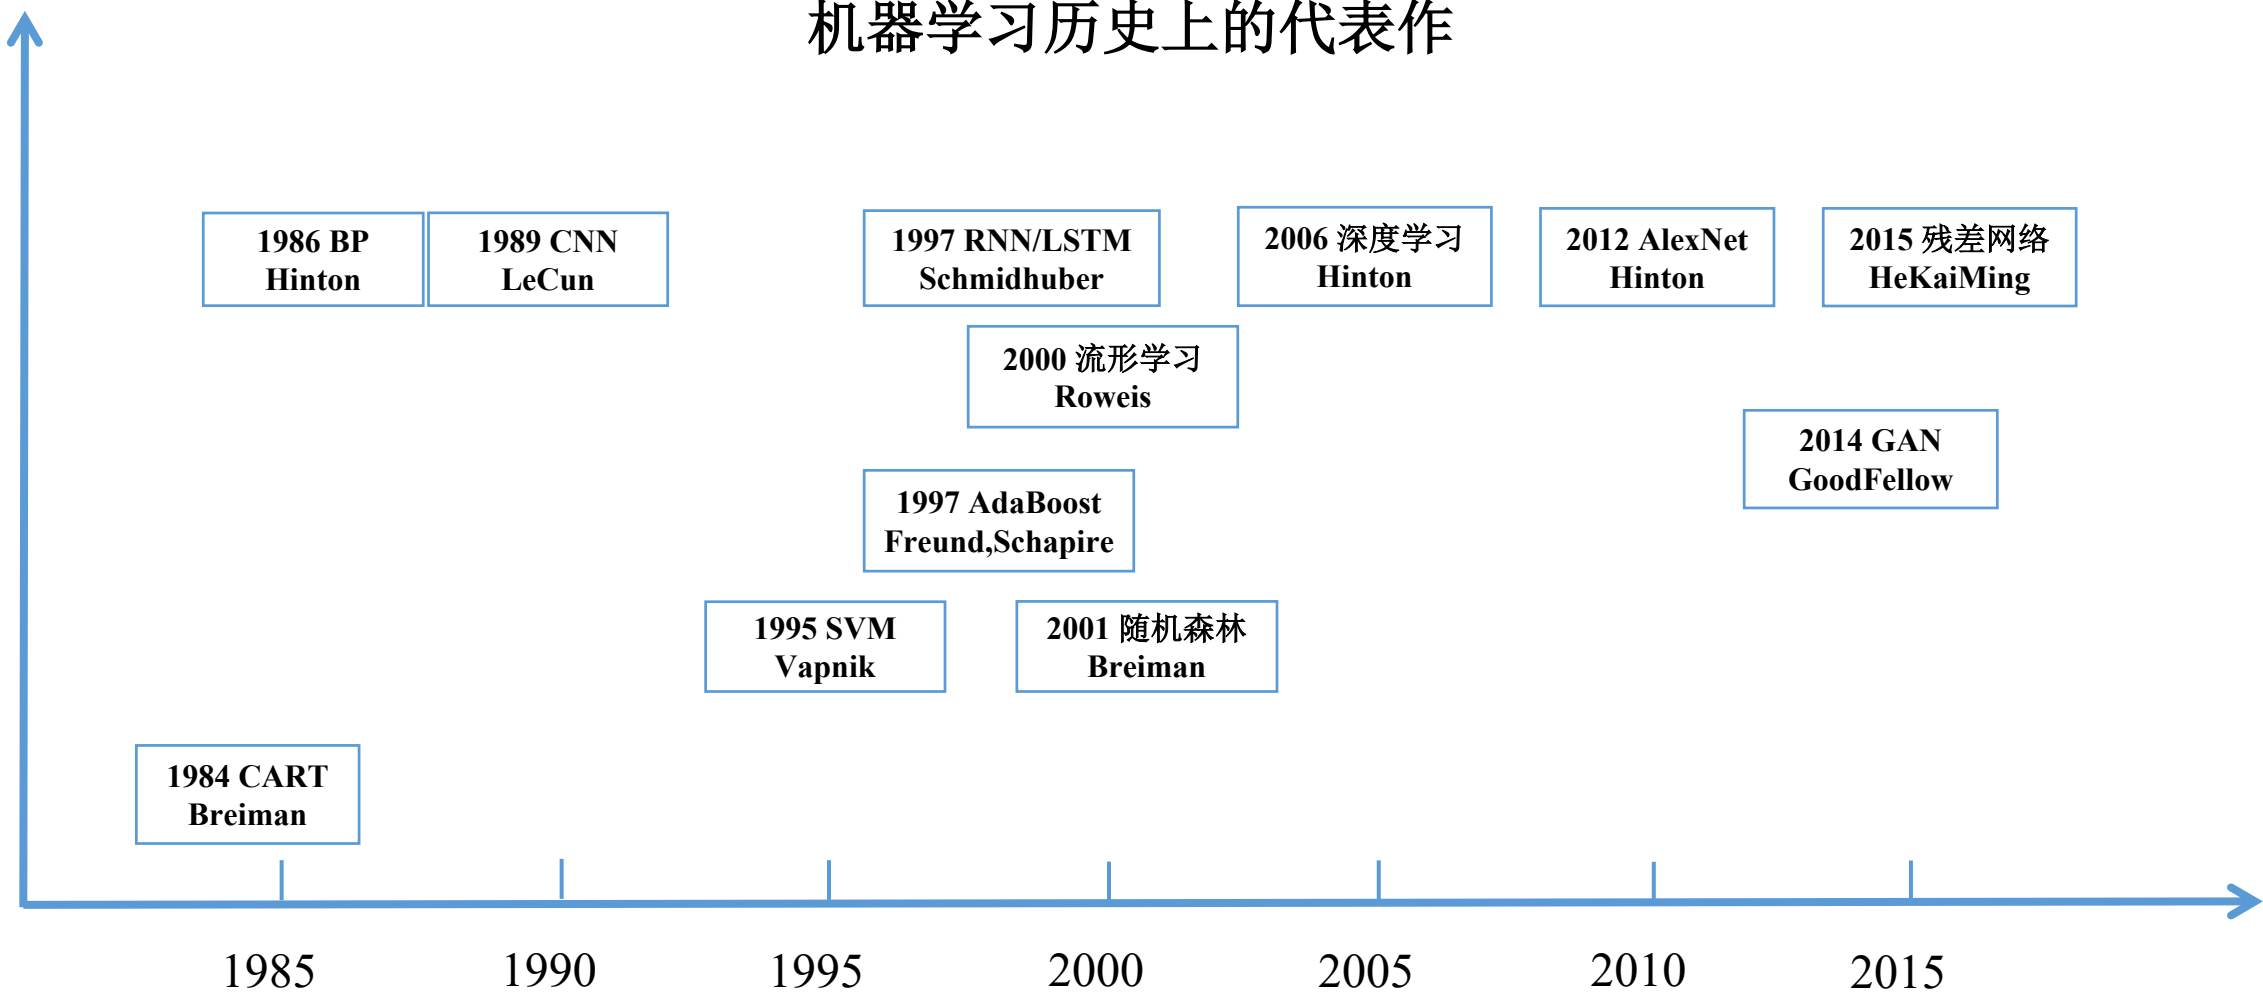 机器学习历史上的代表作
1986 BP
Hinton
1989 CNN
LeCun
1997 RNN/LSTM
Schmidhuber
2006 深度学习
Hinton
2012 AlexNet
Hinton
2015 残差网络
HeKaiMing
2000 流形学习
Roweis
2014 GAN
GoodFellow
1997 AdaBoost
Freund,Schapire
1995 SVM
Vapnik
2001 随机森林
Breiman
1984 CART
Breiman
1985 1990 1995 2000 2005 2010 2015